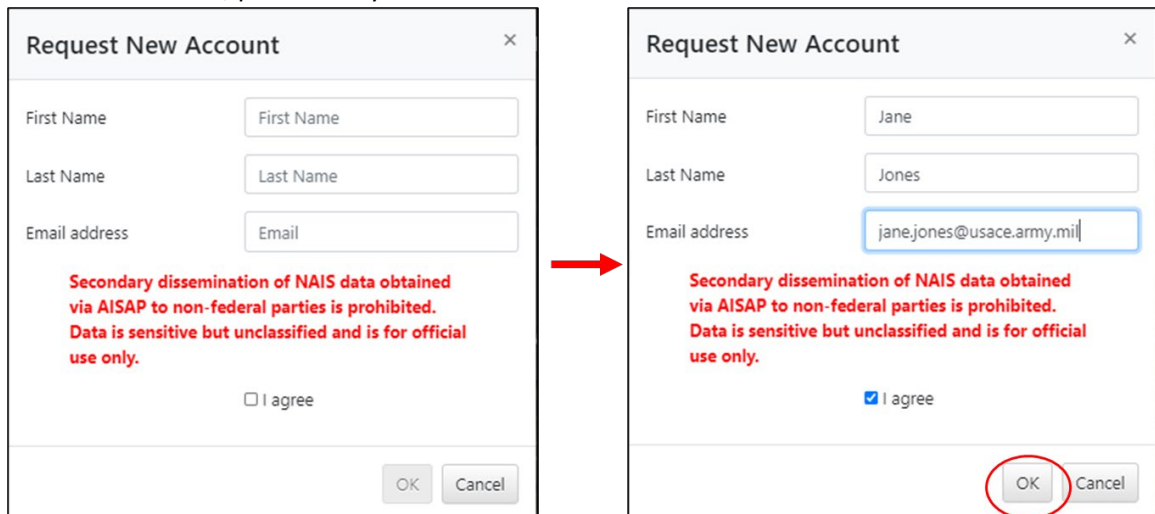 Request New Account ×
First Name First Name
Last Name Last Name
Email address Email
Secondary dissemination of NAIS data obtained
via AISAP to non-federal parties is prohibited.
Data is sensitive but unclassified and is for official
use only.
I agree
OK Cancel
Request New Account ×
First Name Jane
Last Name Jones
Email address jane.jones@usace.army.mil
Secondary dissemination of NAIS data obtained
via AISAP to non-federal parties is prohibited.
Data is sensitive but unclassified and is for official
use only.
I agree
OK Cancel